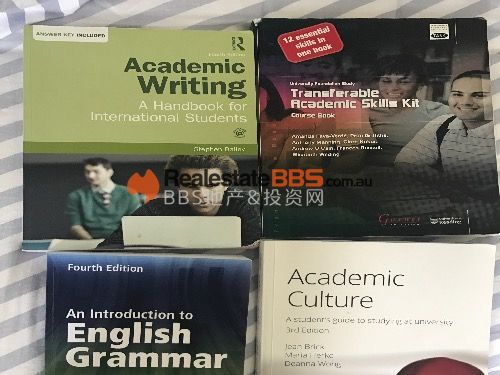 ANSWER KEY INCLUDED
R
Fourth Edition
Academic
Writing
A Handbook for
International Students
Stephen Bailey
12 essential
skills in
one book
University Foundation Study
Transferable
Academic Skills Kit
Course Book
RealestateBBS.com.au
BBS地产&投资网
Fourth Edition
An Introduction to
English
Grammar
Academic
Culture
A student's guide to studying at university
3rd Edition
Jean Brick
Maria Herke
Deanna Wong